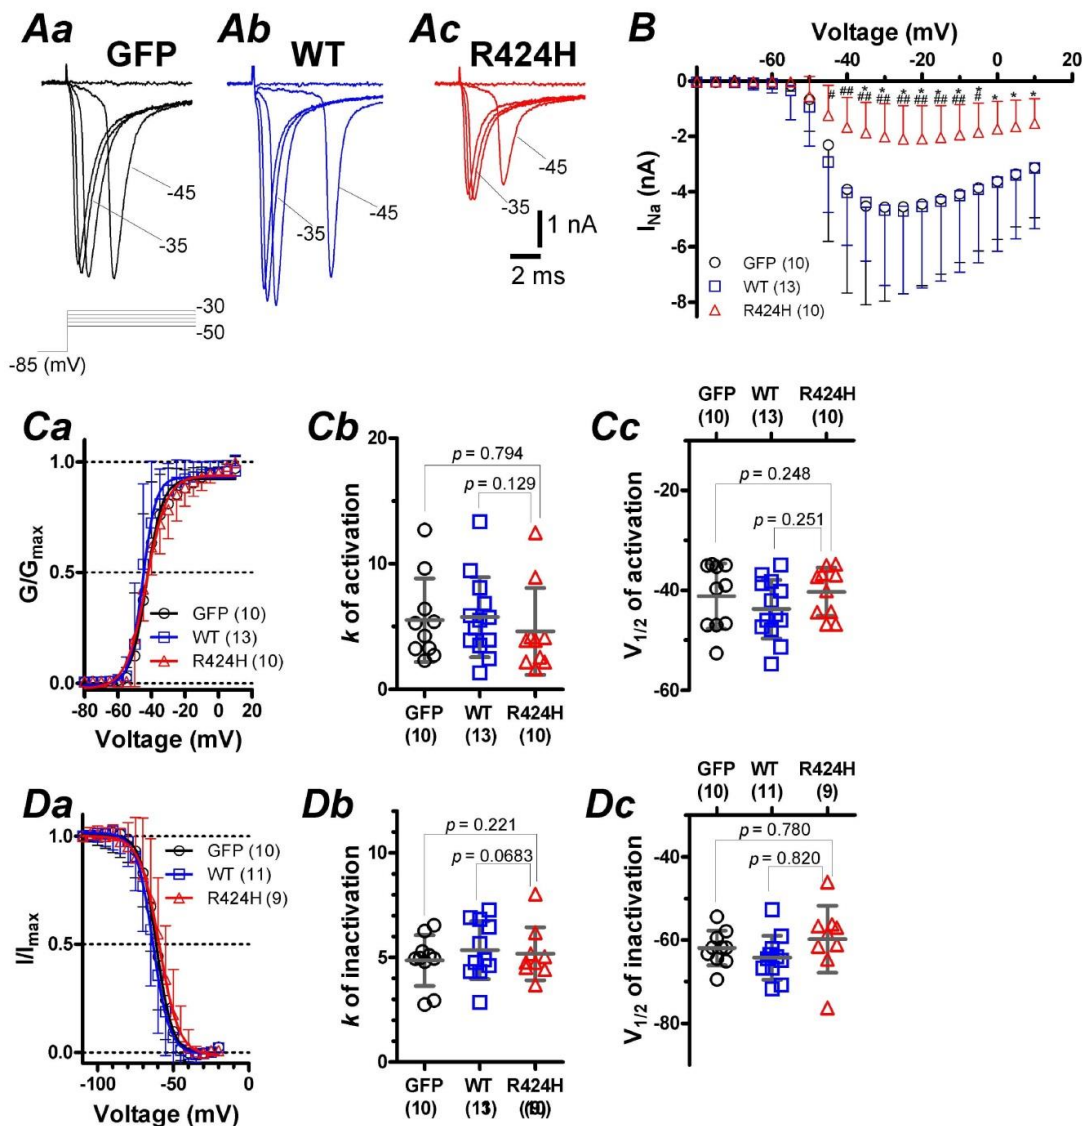 Aa
GFP
Ab
WT
Ac
R424H
-45
-35
-45
-35
-45
-35
1 nA
2 ms
-30
-50
-85 (mV)
B
Voltage (mV)
-60 -40 -20 0 20
0
-2
-4
-6
-8
I_Na (nA)
# ## * ## * ## * ## * ## * ## * ## * # * * *
GFP (10)
WT (13)
R424H (10)
Ca
1.0
0.5
0.0
G/G_max
GFP (10)
WT (13)
R424H (10)
-80 -60 -40 -20 0 20
Voltage (mV)
Cb
20
10
0
k of activation
p = 0.794
p = 0.129
GFP WT R424H
(10) (13) (10)
Cc
GFP WT R424H
(10) (13) (10)
-20
-40
-60
V_1/2 of activation
p = 0.248
p = 0.251
Da
1.0
0.5
0.0
I/I_max
GFP (10)
WT (11)
R424H (9)
-100 -50 0
Voltage (mV)
Db
10
5
0
k of inactivation
p = 0.221
p = 0.0683
GFP WT R424H
(10)
Dc
GFP WT R424H
(10) (11) (9)
-40
-60
-80
V_1/2 of inactivation
p = 0.780
p = 0.820